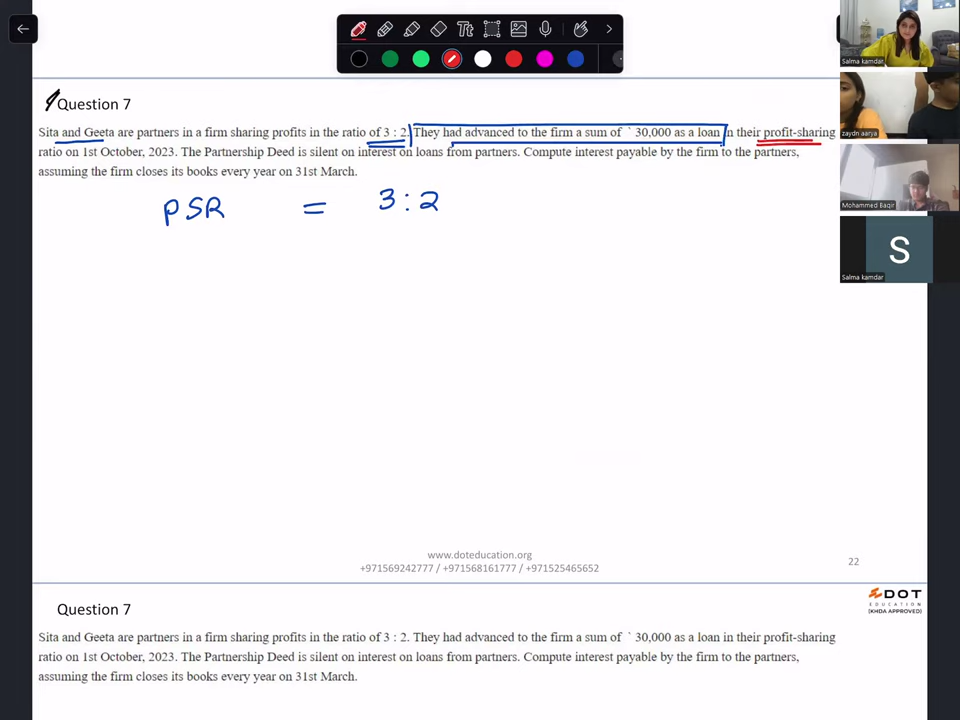 Question 7
Sita and Geeta are partners in a firm sharing profits in the ratio of 3 : 2. They had advanced to the firm a sum of ` 30,000 as a loan in their profit-sharing
ratio on 1st October, 2023. The Partnership Deed is silent on interest on loans from partners. Compute interest payable by the firm to the partners,
assuming the firm closes its books every year on 31st March.
PSR = 3:2
www.doteducation.org
+971569242777 / +971568161777 / +971525465652
22
Question 7
DOT
EDUCATION
(KHDA APPROVED)
Sita and Geeta are partners in a firm sharing profits in the ratio of 3 : 2. They had advanced to the firm a sum of ` 30,000 as a loan in their profit-sharing
ratio on 1st October, 2023. The Partnership Deed is silent on interest on loans from partners. Compute interest payable by the firm to the partners,
assuming the firm closes its books every year on 31st March.
Tt
Salma kamdar
zaydn aarya
Mohammed Baqir
S
Salma kamdar